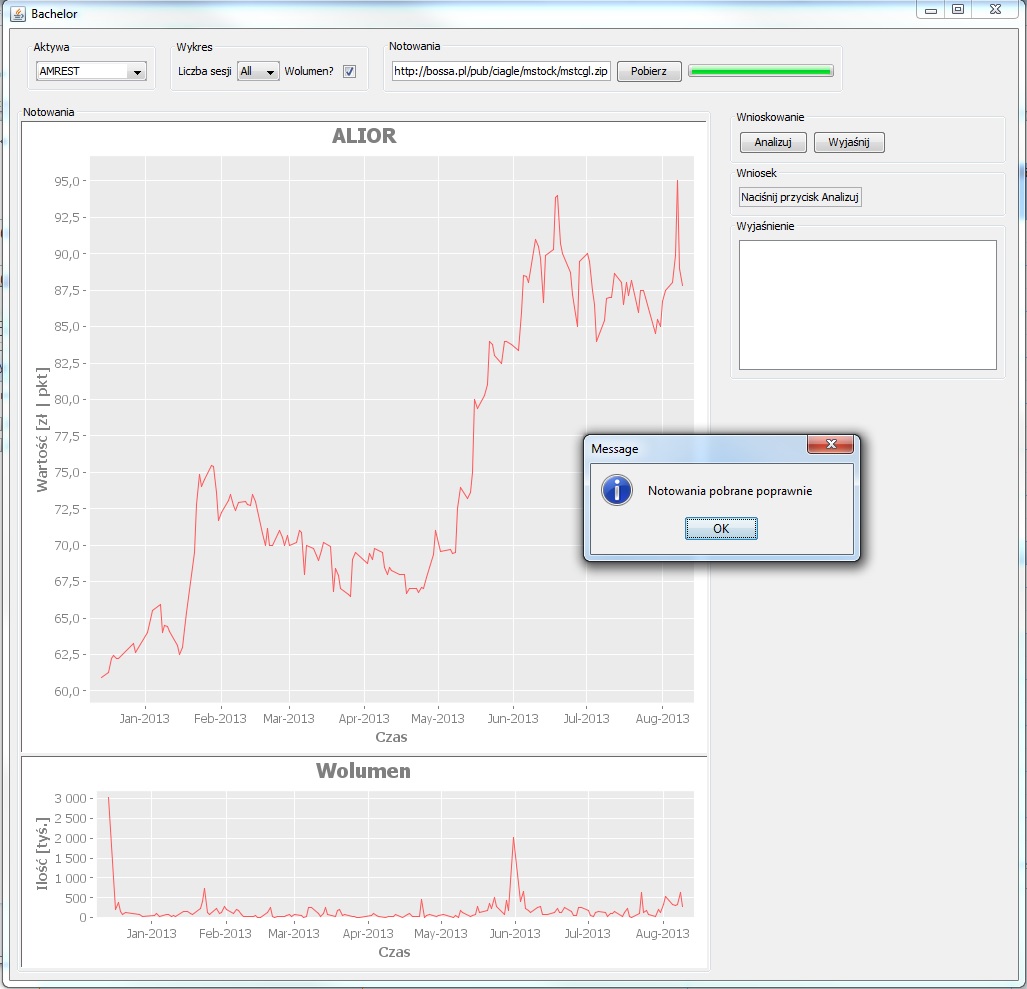 Bachelor
Aktywa
AMREST
Wykres
Liczba sesji All Wolumen?
Notowania
http://bossa.pl/pub/ciagle/mstock/mstcgl.zip Pobierz
Notowania
ALIOR
Wartość [zł | pkt]
95,0
92,5
90,0
87,5
85,0
82,5
80,0
77,5
75,0
72,5
70,0
67,5
65,0
62,5
60,0
Jan-2013 Feb-2013 Mar-2013 Apr-2013 May-2013 Jun-2013 Jul-2013 Aug-2013
Czas
Wolumen
Ilość [tyś.]
3 000
2 500
2 000
1 500
1 000
500
0
Jan-2013 Feb-2013 Mar-2013 Apr-2013 May-2013 Jun-2013 Jul-2013 Aug-2013
Czas
Wnioskowanie
Analizuj Wyjaśnij
Wniosek
Naciśnij przycisk Analizuj
Wyjaśnienie
Message
Notowania pobrane poprawnie
OK